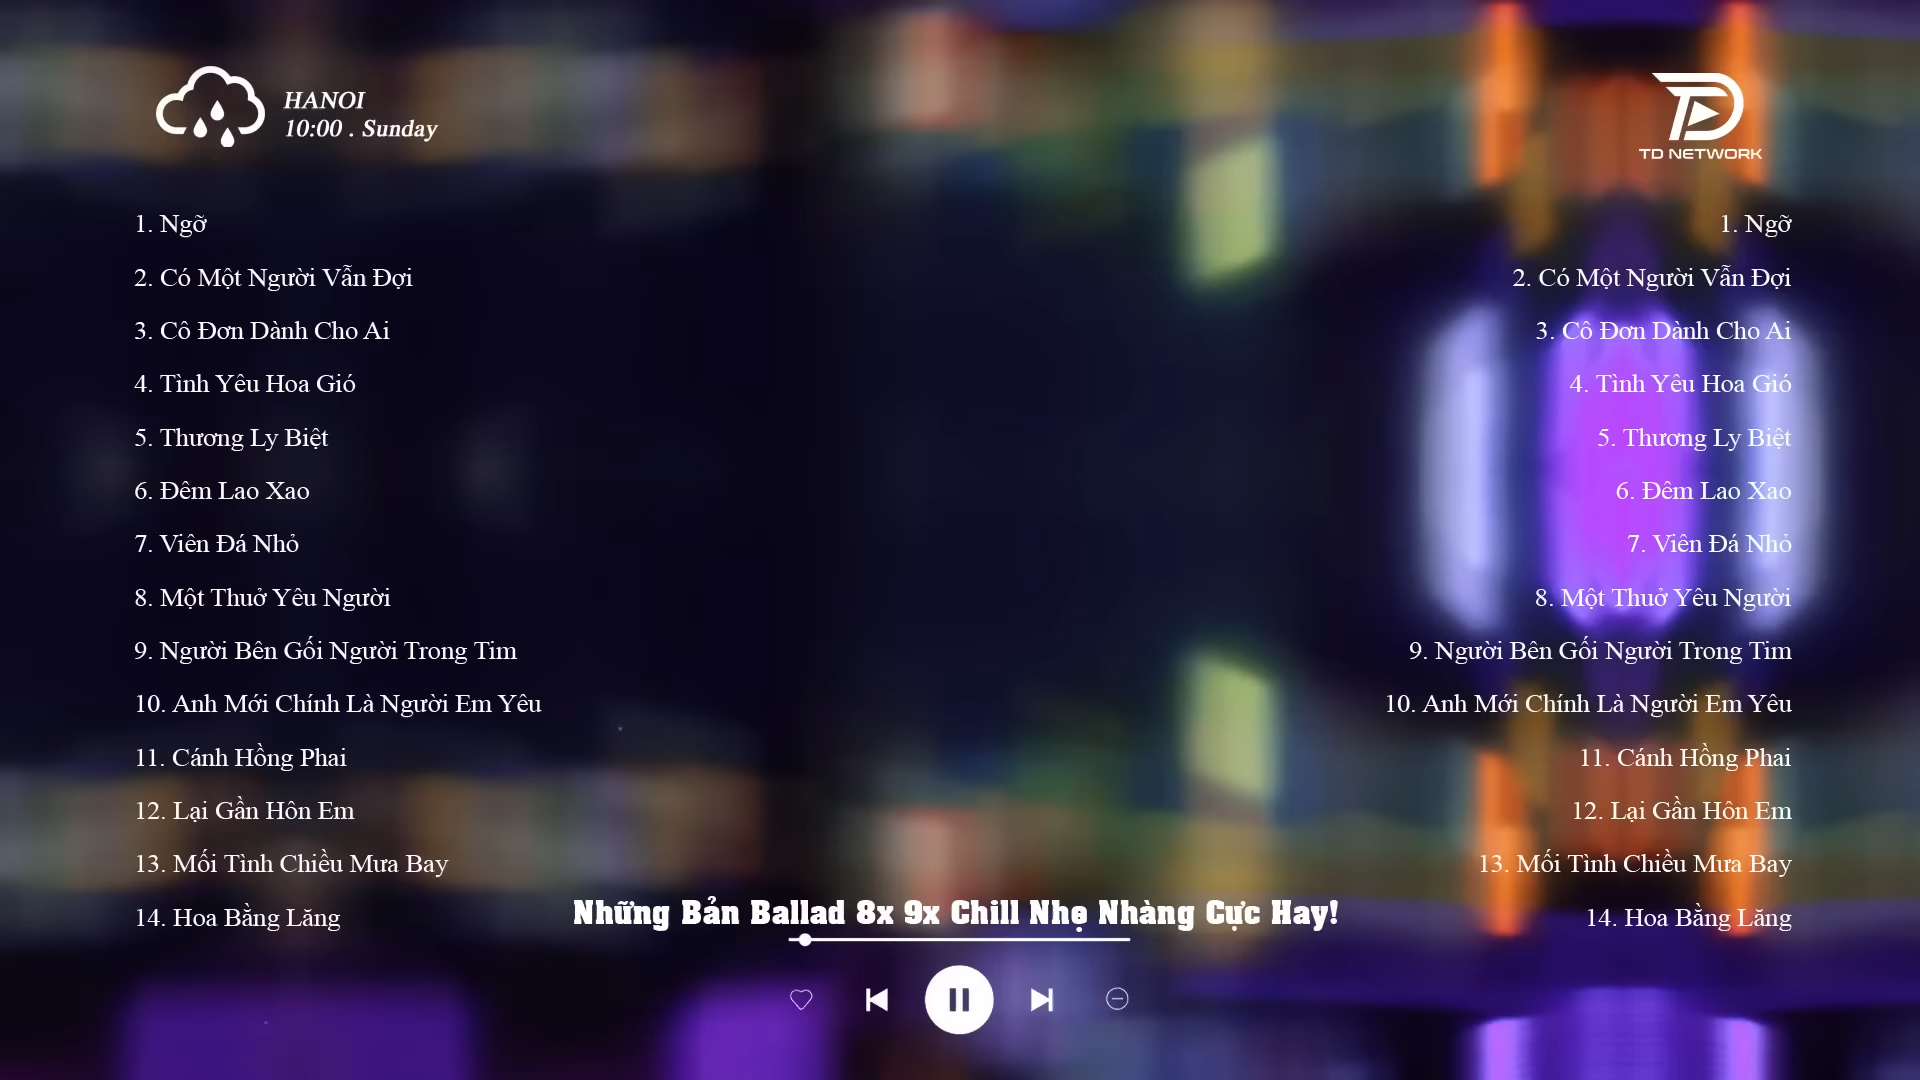 HANOI
10:00 . Sunday
TD NETWORK
1. Ngỡ
2. Có Một Người Vẫn Đợi
3. Cô Đơn Dành Cho Ai
4. Tình Yêu Hoa Gió
5. Thương Ly Biệt
6. Đêm Lao Xao
7. Viên Đá Nhỏ
8. Một Thuở Yêu Người
9. Người Bên Gối Người Trong Tim
10. Anh Mới Chính Là Người Em Yêu
11. Cánh Hồng Phai
12. Lại Gần Hôn Em
13. Mối Tình Chiều Mưa Bay
14. Hoa Bằng Lăng
1. Ngỡ
2. Có Một Người Vẫn Đợi
3. Cô Đơn Dành Cho Ai
4. Tình Yêu Hoa Gió
5. Thương Ly Biệt
6. Đêm Lao Xao
7. Viên Đá Nhỏ
8. Một Thuở Yêu Người
9. Người Bên Gối Người Trong Tim
10. Anh Mới Chính Là Người Em Yêu
11. Cánh Hồng Phai
12. Lại Gần Hôn Em
13. Mối Tình Chiều Mưa Bay
14. Hoa Bằng Lăng
Những Bản Ballad 8x 9x Chill Nhẹ Nhàng Cực Hay!